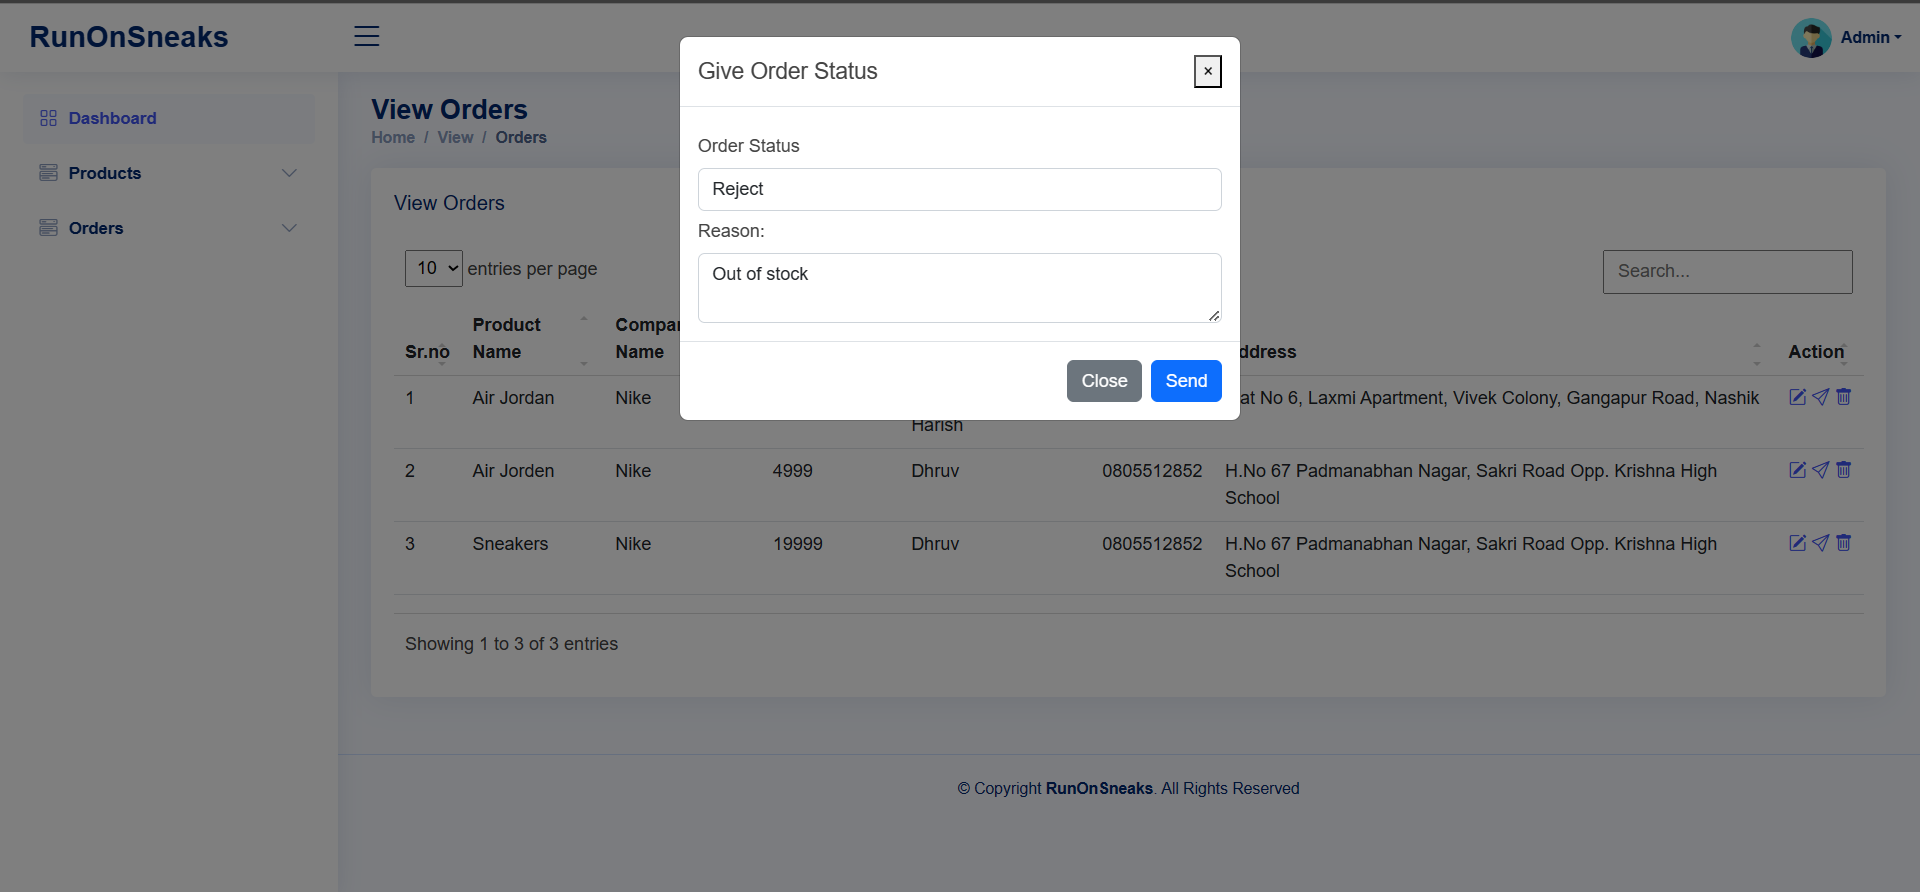 RunOnSneaks
Admin
Dashboard
Products
Orders
View Orders
Home / View / Orders
View Orders
10 entries per page
Search...
Give Order Status
×
Order Status
Reject
Reason:
Out of stock
Close Send
Sr.no Product Name Name Action
1 Air Jordan Nike No 6, Laxmi Apartment, Vivek Colony, Gangapur Road, Nashik
Harish
2 Air Jorden Nike 4999 Dhruv 0805512852 H.No 67 Padmanabhan Nagar, Sakri Road Opp. Krishna High
School
3 Sneakers Nike 19999 Dhruv 0805512852 H.No 67 Padmanabhan Nagar, Sakri Road Opp. Krishna High
School
Showing 1 to 3 of 3 entries
© Copyright RunOnSneaks. All Rights Reserved